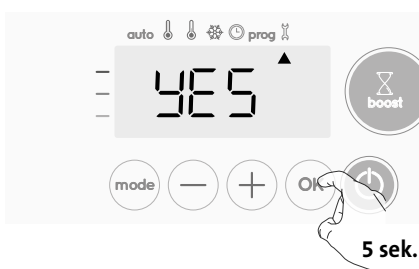 auto prog
YES
boost
mode − + OK
5 sek.